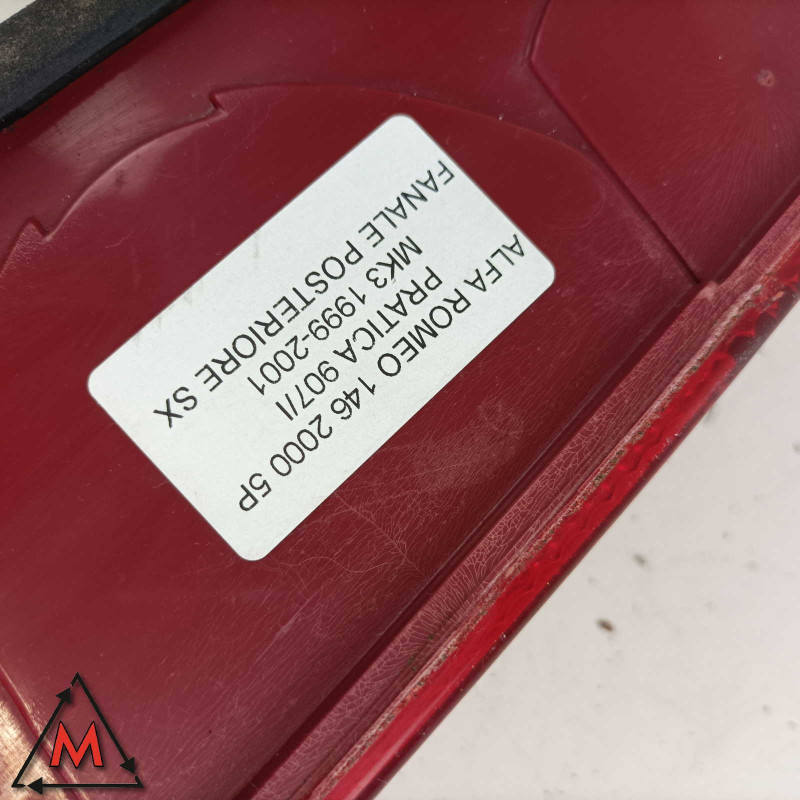 ALFA ROMEO 146 2000 5P
PRATICA 907/I
MK3 1999-2001
FANALE POSTERIORE SX
M